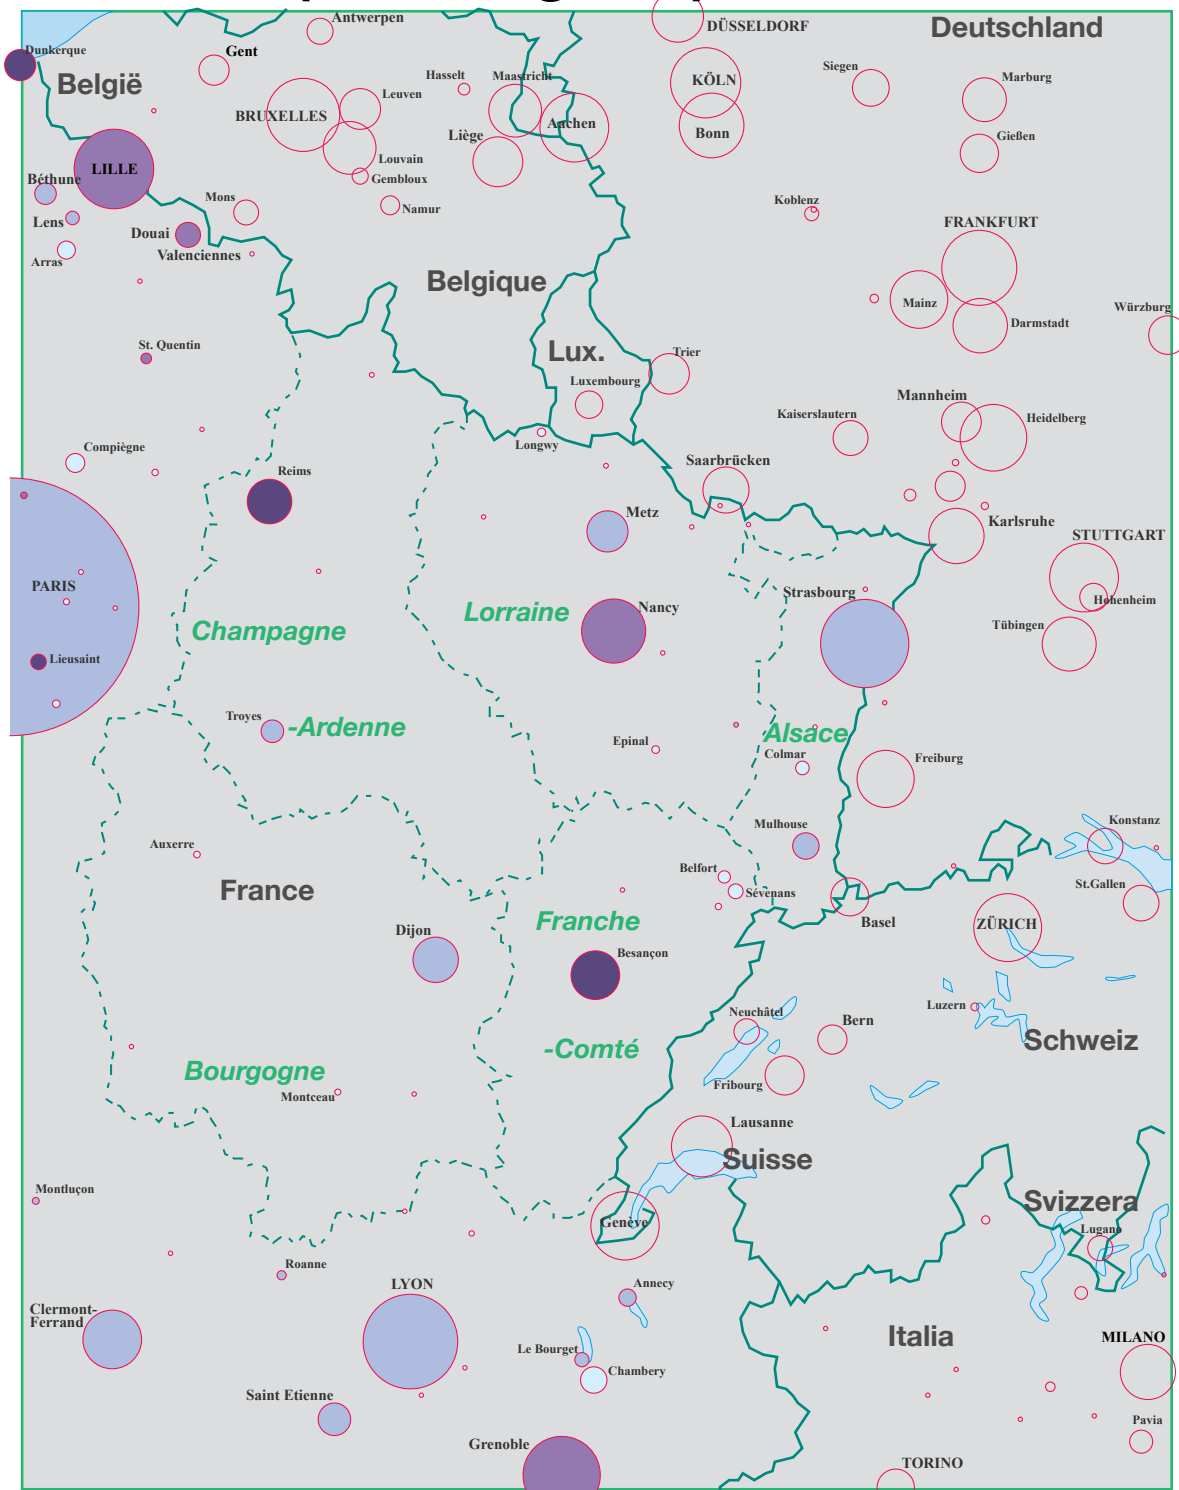 Antwerpen
DÜSSELDORF
Deutschland
Dunkerque
Gent
België
Hasselt
Maastricht
KÖLN
Siegen
Marburg
Leuven
BRUXELLES
Liège
Aachen
Bonn
Gießen
LILLE
Louvain
Béthune
Gembloux
Mons
Namur
Koblenz
Lens
Douai
FRANKFURT
Arras
Valenciennes
Belgique
Mainz
Würzburg
Darmstadt
St. Quentin
Lux.
Trier
Luxembourg
Mannheim
Kaiserslautern
Heidelberg
Compiègne
Longwy
Saarbrücken
Reims
Metz
Karlsruhe
STUTTGART
PARIS
Strasbourg
Hohenheim
Lorraine
Nancy
Champagne
Tübingen
Lieusaint
Troyes
-Ardenne
Epinal
Alsace
Colmar
Freiburg
Mulhouse
Konstanz
Auxerre
Belfort
France
Sévenans
St.Gallen
Franche
Basel
ZÜRICH
Dijon
Besançon
Luzern
Neuchâtel
Bern
Schweiz
-Comté
Bourgogne
Fribourg
Montceau
Lausanne
Suisse
Montluçon
Svizzera
Genève
Lugano
Roanne
LYON
Annecy
Clermont-
Ferrand
Italia
MILANO
Le Bourget
Chambery
Saint Etienne
Pavia
Grenoble
TORINO